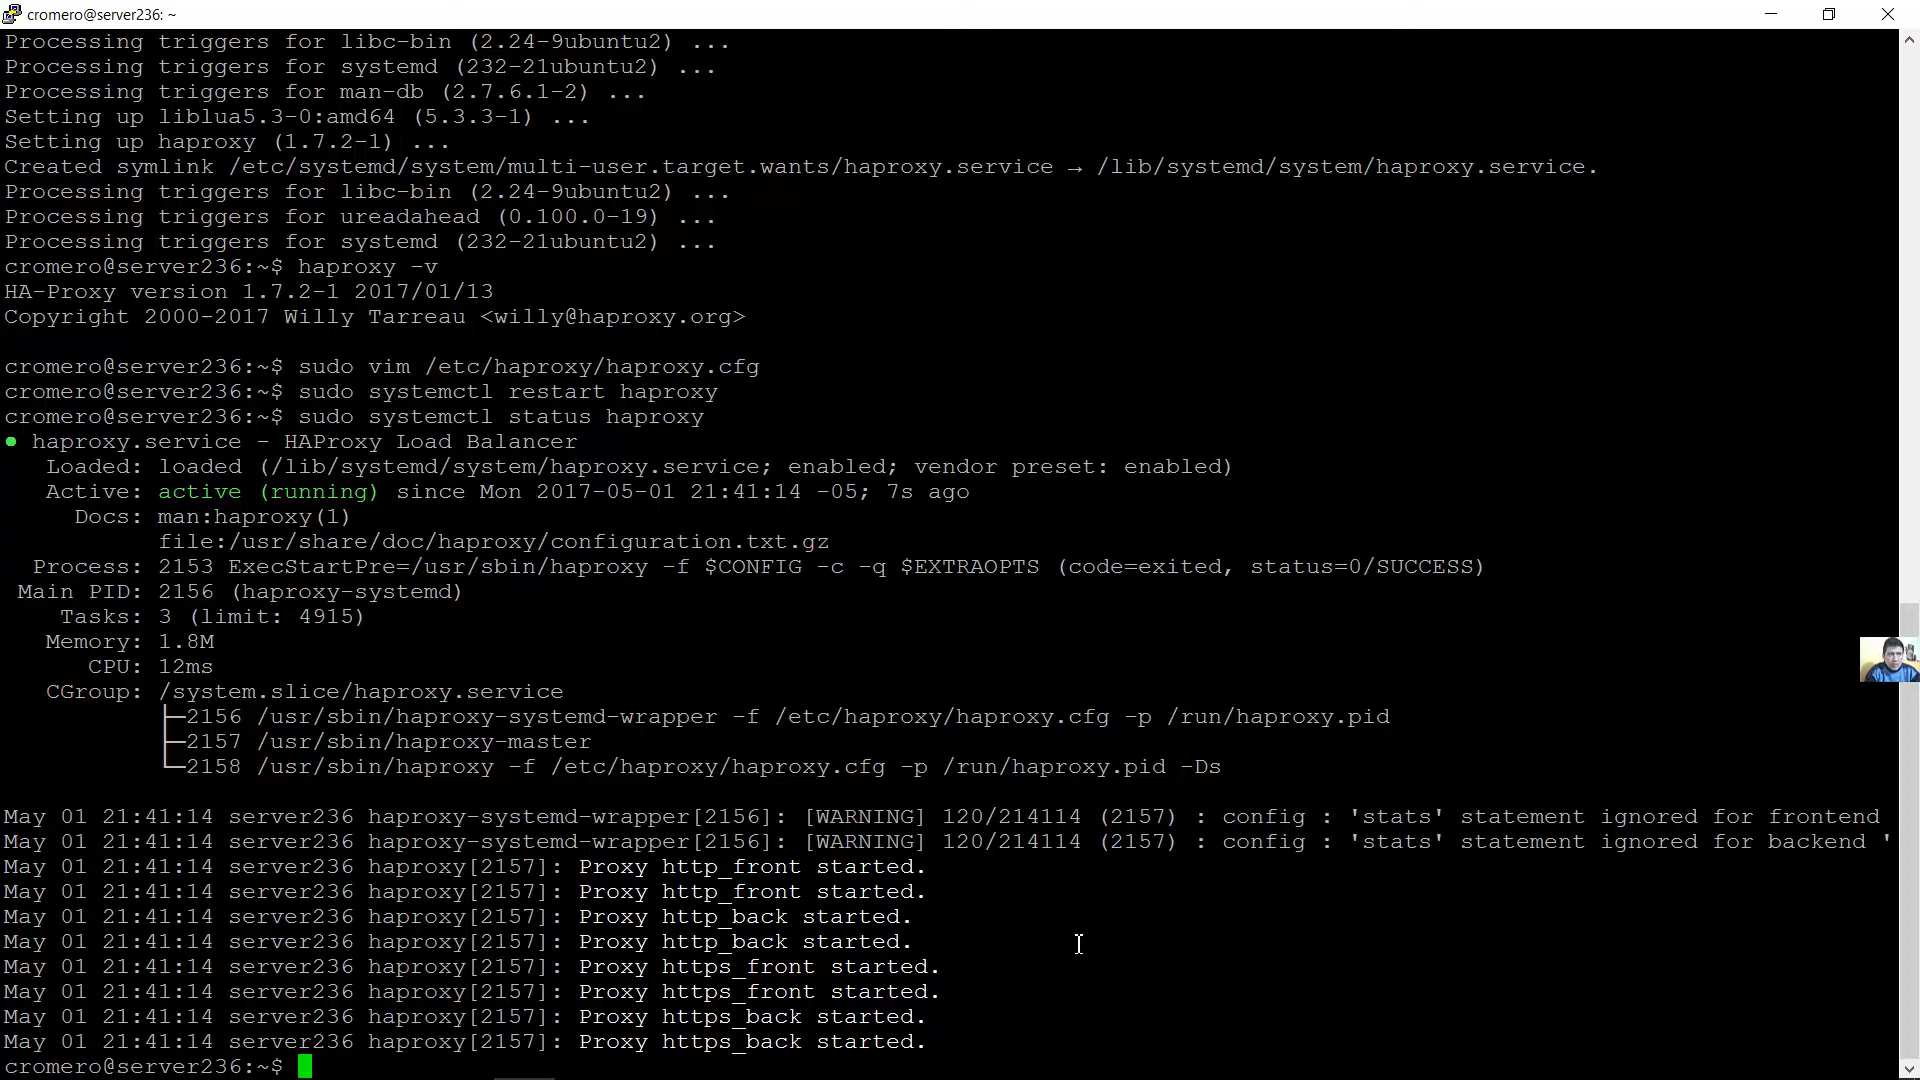 cromero@server236: ~
Processing triggers for libc-bin (2.24-9ubuntu2) ...
Processing triggers for systemd (232-21ubuntu2) ...
Processing triggers for man-db (2.7.6.1-2) ...
Setting up liblua5.3-0:amd64 (5.3.3-1) ...
Setting up haproxy (1.7.2-1) ...
Created symlink /etc/systemd/system/multi-user.target.wants/haproxy.service → /lib/systemd/system/haproxy.service.
Processing triggers for libc-bin (2.24-9ubuntu2) ...
Processing triggers for ureadahead (0.100.0-19) ...
Processing triggers for systemd (232-21ubuntu2) ...
cromero@server236:~$ haproxy -v
HA-Proxy version 1.7.2-1 2017/01/13
Copyright 2000-2017 Willy Tarreau <willy@haproxy.org>
cromero@server236:~$ sudo vim /etc/haproxy/haproxy.cfg
cromero@server236:~$ sudo systemctl restart haproxy
cromero@server236:~$ sudo systemctl status haproxy
● haproxy.service - HAProxy Load Balancer
Loaded: loaded (/lib/systemd/system/haproxy.service; enabled; vendor preset: enabled)
Active: active (running) since Mon 2017-05-01 21:41:14 -05; 7s ago
Docs: man:haproxy(1)
file:/usr/share/doc/haproxy/configuration.txt.gz
Process: 2153 ExecStartPre=/usr/sbin/haproxy -f $CONFIG -c -q $EXTRAOPTS (code=exited, status=0/SUCCESS)
Main PID: 2156 (haproxy-systemd)
Tasks: 3 (limit: 4915)
Memory: 1.8M
CPU: 12ms
CGroup: /system.slice/haproxy.service
├─2156 /usr/sbin/haproxy-systemd-wrapper -f /etc/haproxy/haproxy.cfg -p /run/haproxy.pid
├─2157 /usr/sbin/haproxy-master
└─2158 /usr/sbin/haproxy -f /etc/haproxy/haproxy.cfg -p /run/haproxy.pid -Ds
May 01 21:41:14 server236 haproxy-systemd-wrapper[2156]: [WARNING] 120/214114 (2157) : config : 'stats' statement ignored for frontend
May 01 21:41:14 server236 haproxy-systemd-wrapper[2156]: [WARNING] 120/214114 (2157) : config : 'stats' statement ignored for backend '
May 01 21:41:14 server236 haproxy[2157]: Proxy http_front started.
May 01 21:41:14 server236 haproxy[2157]: Proxy http_front started.
May 01 21:41:14 server236 haproxy[2157]: Proxy http_back started.
May 01 21:41:14 server236 haproxy[2157]: Proxy http_back started.
May 01 21:41:14 server236 haproxy[2157]: Proxy https_front started.
May 01 21:41:14 server236 haproxy[2157]: Proxy https_front started.
May 01 21:41:14 server236 haproxy[2157]: Proxy https_back started.
May 01 21:41:14 server236 haproxy[2157]: Proxy https_back started.
cromero@server236:~$